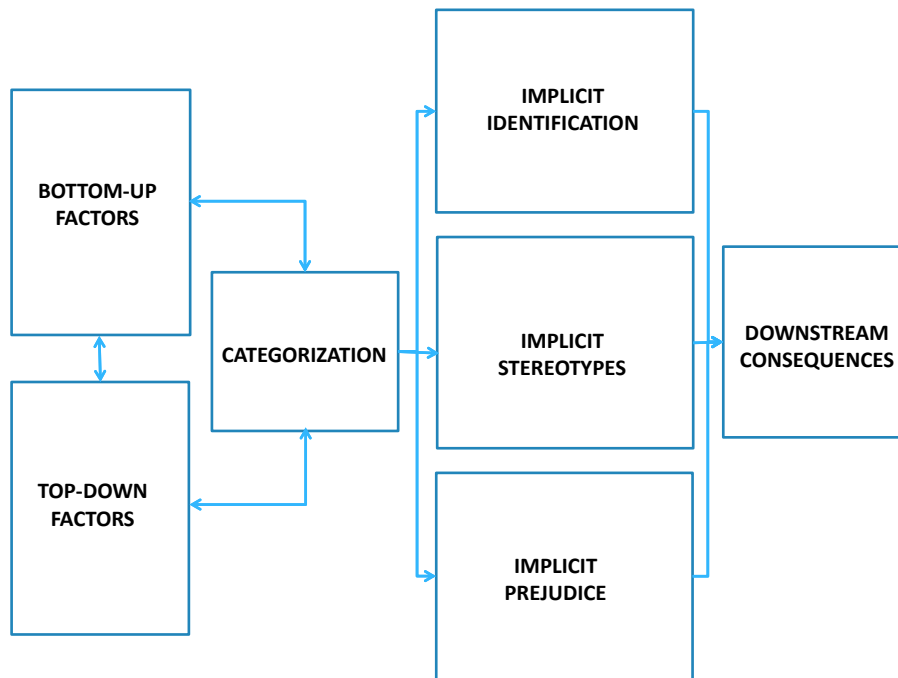 IMPLICIT
IDENTIFICATION
BOTTOM-UP
FACTORS
CATEGORIZATION
IMPLICIT
STEREOTYPES
DOWNSTREAM
CONSEQUENCES
TOP-DOWN
FACTORS
IMPLICIT
PREJUDICE